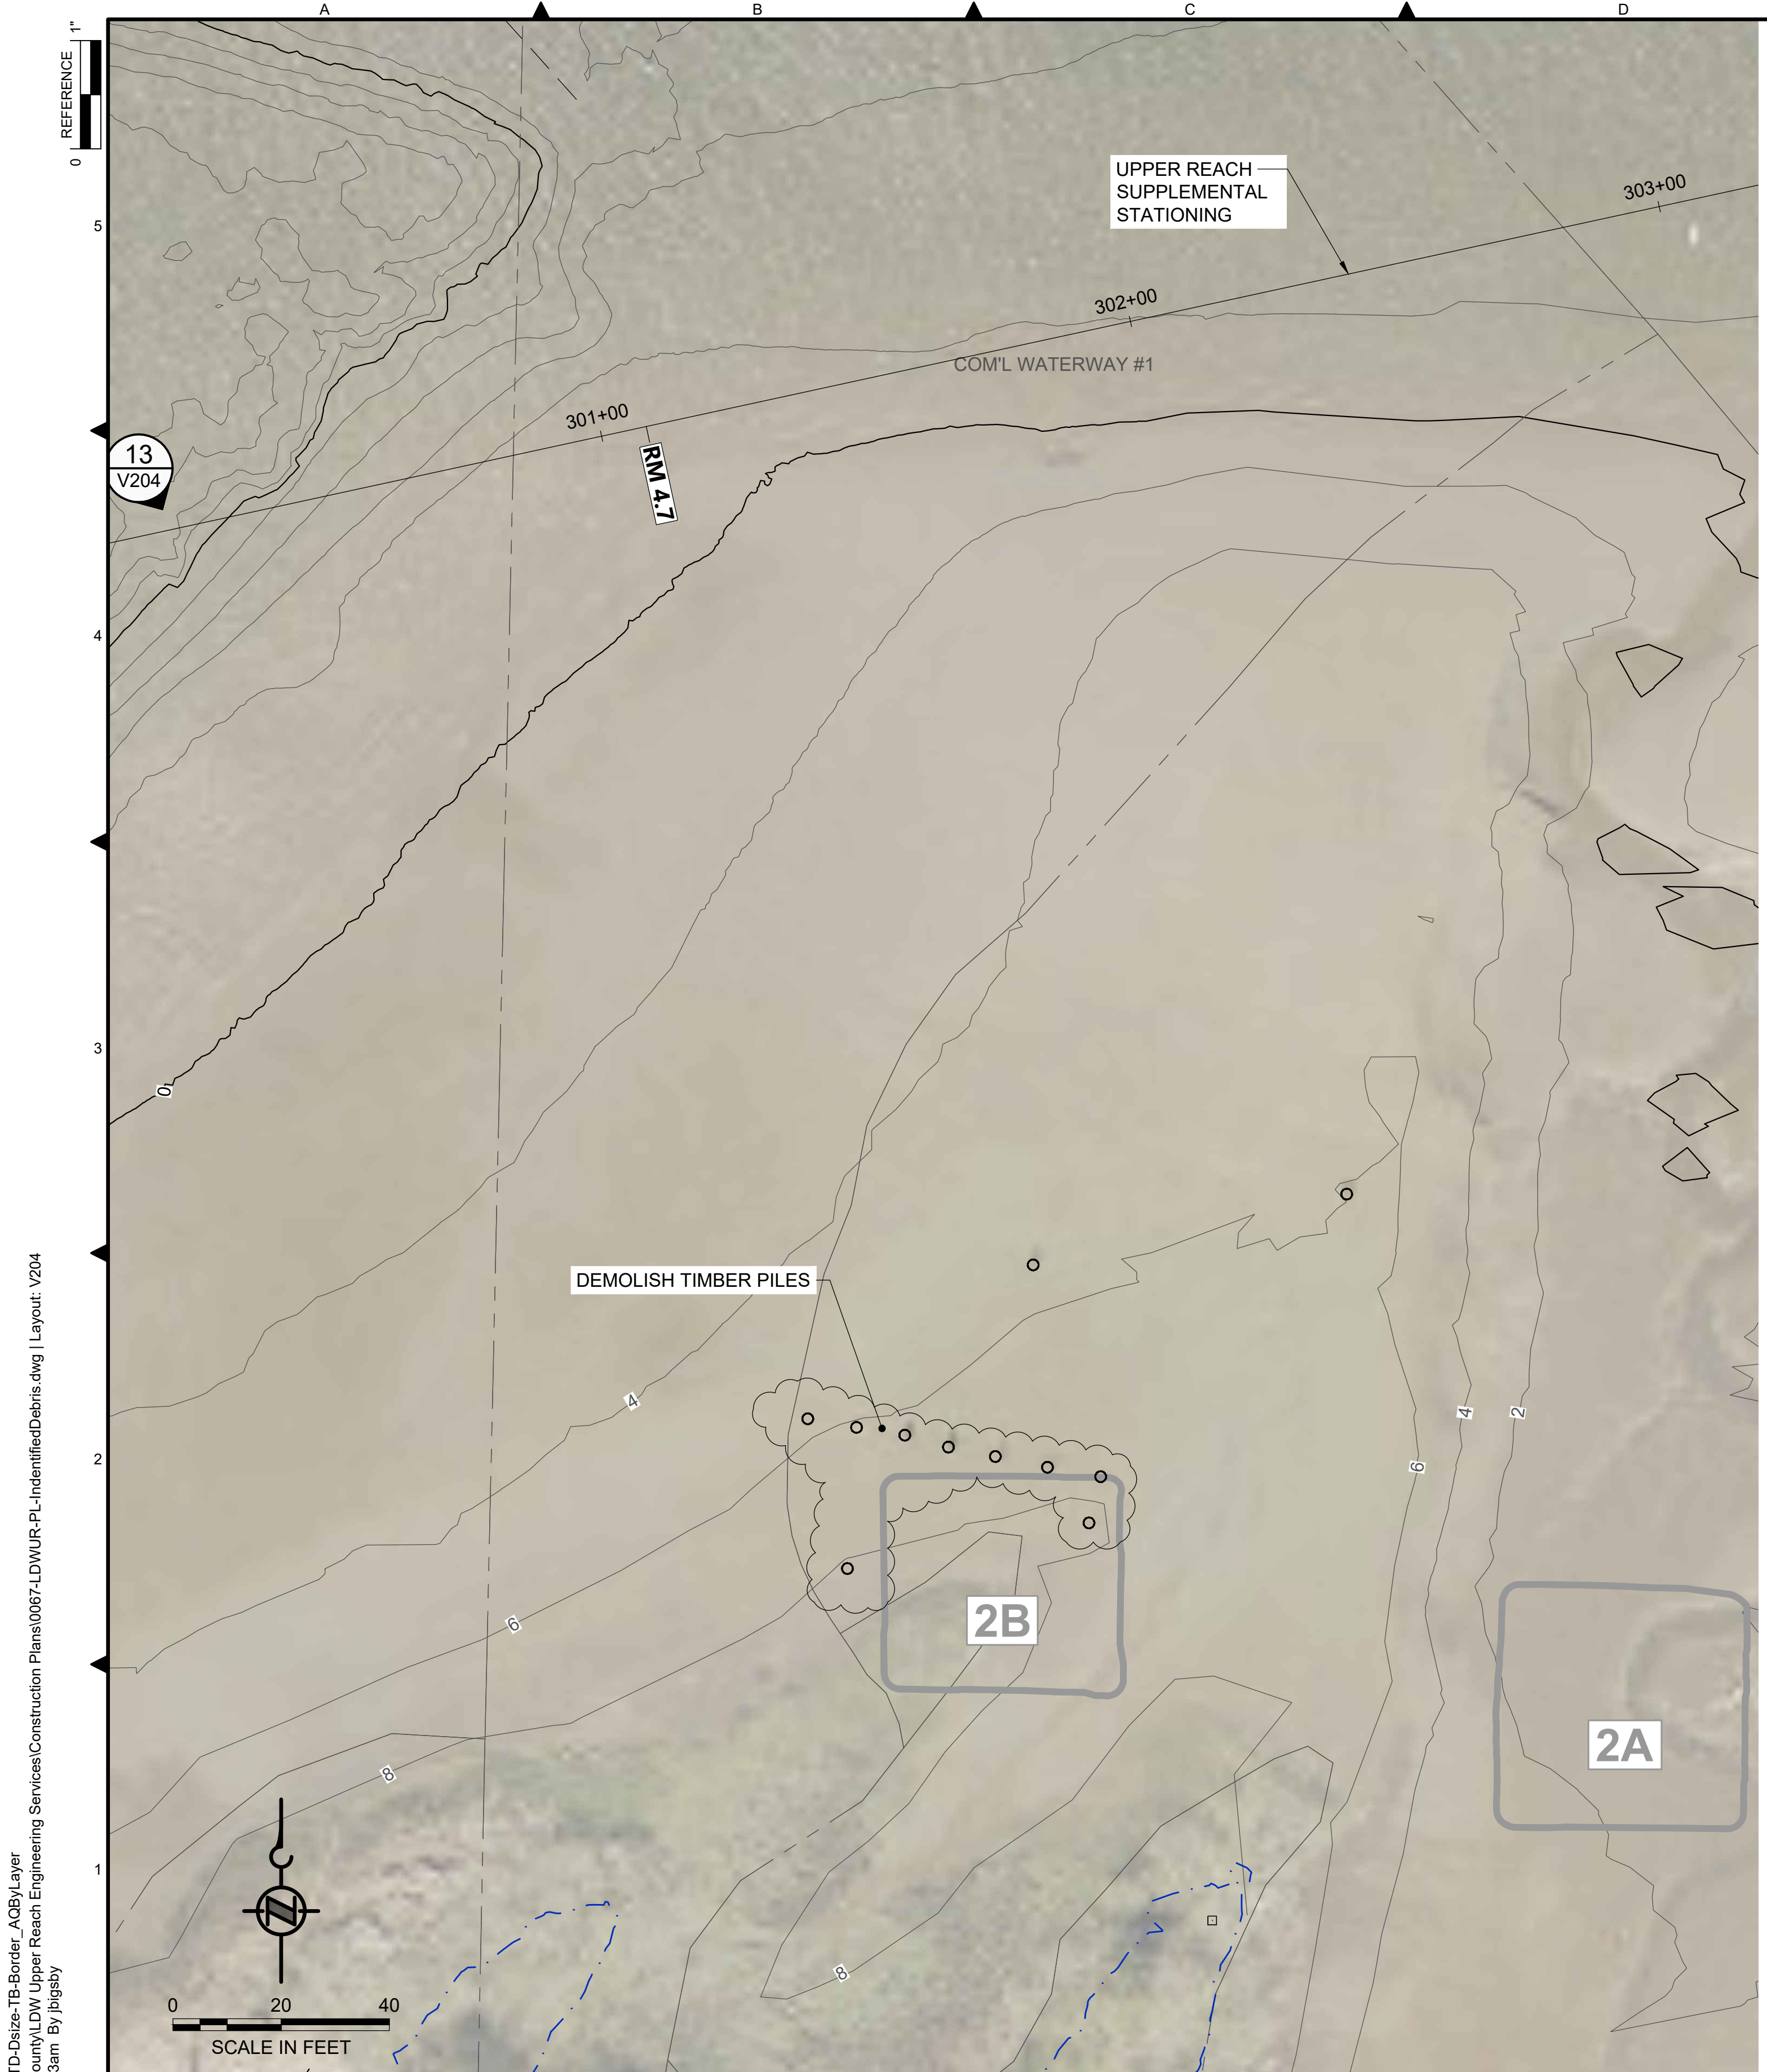 A
B
C
D
1"
REFERENCE
0
5
4
3
2
1
UPPER REACH
SUPPLEMENTAL
STATIONING
303+00
302+00
COM'L WATERWAY #1
301+00
RM 4.7
13
V204
0
DEMOLISH TIMBER PILES
4
4
2
6
6
2B
2A
8
8
N
0 20 40
SCALE IN FEET
TD-Dsize-TB-Border_AQByLayer
ounty\LDW Upper Reach Engineering Services\Construction Plans\0067-LDWUR-PL-IndentifiedDebris.dwg | Layout: V204
3am By jbigsby